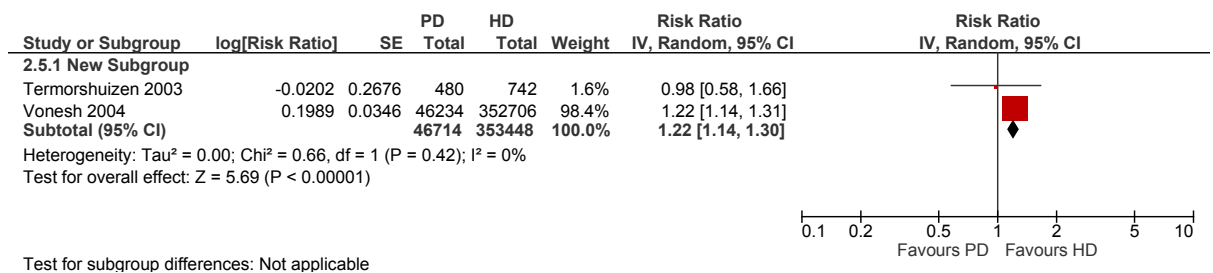 PD HD Risk Ratio Risk Ratio
Study or Subgroup log[Risk Ratio] SE Total Total Weight IV, Random, 95% CI IV, Random, 95% CI
2.5.1 New Subgroup
Termorshuizen 2003 -0.0202 0.2676 480 742 1.6% 0.98 [0.58, 1.66]
Vonesh 2004 0.1989 0.0346 46234 352706 98.4% 1.22 [1.14, 1.31]
Subtotal (95% CI) 46714 353448 100.0% 1.22 [1.14, 1.30]
Heterogeneity: Tau² = 0.00; Chi² = 0.66, df = 1 (P = 0.42); I² = 0%
Test for overall effect: Z = 5.69 (P < 0.00001)
0.1 0.2 0.5 1 2 5 10
Favours PD Favours HD
Test for subgroup differences: Not applicable